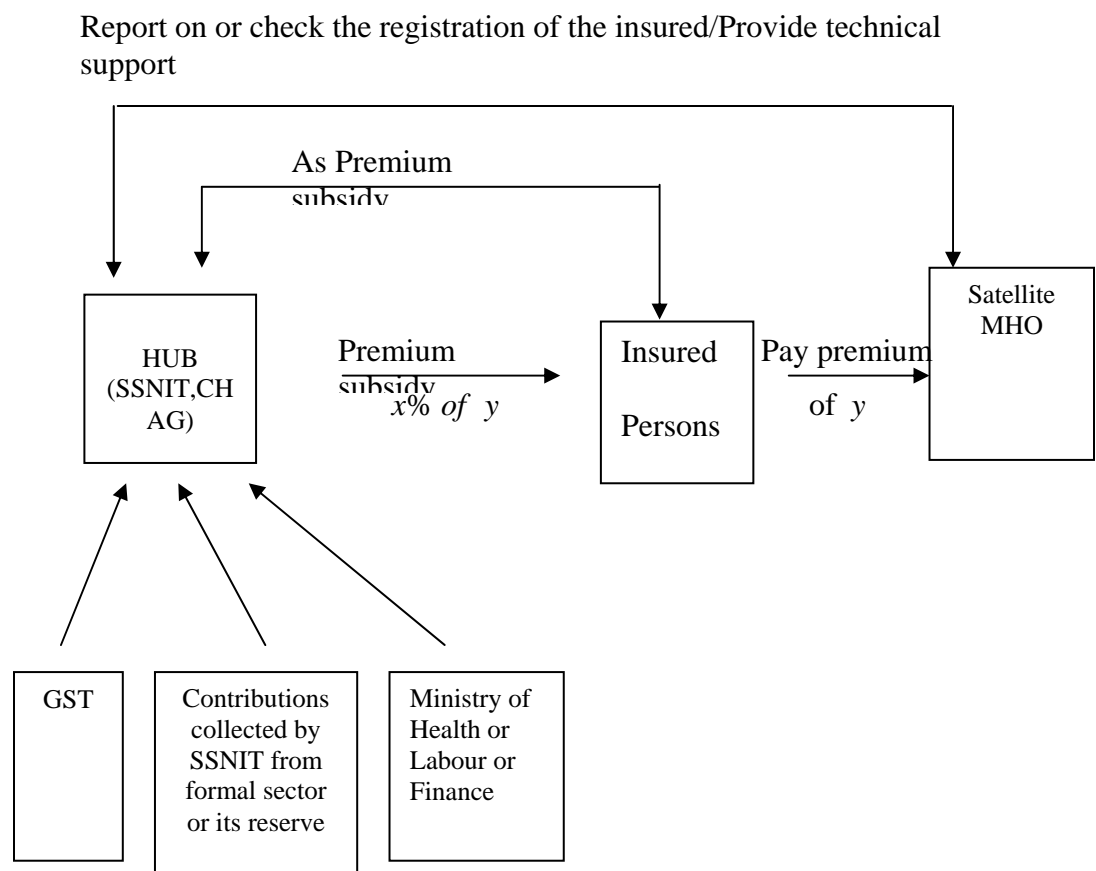 Report on or check the registration of the insured/Provide technical
support
As Premium
subsidy
Satellite
MHO
HUB
(SSNIT,CH
AG)
Premium
subsidy
x% of y
Insured
Persons
Pay premium
of y
GST
Contributions
collected by
SSNIT from
formal sector
or its reserve
Ministry of
Health or
Labour or
Finance